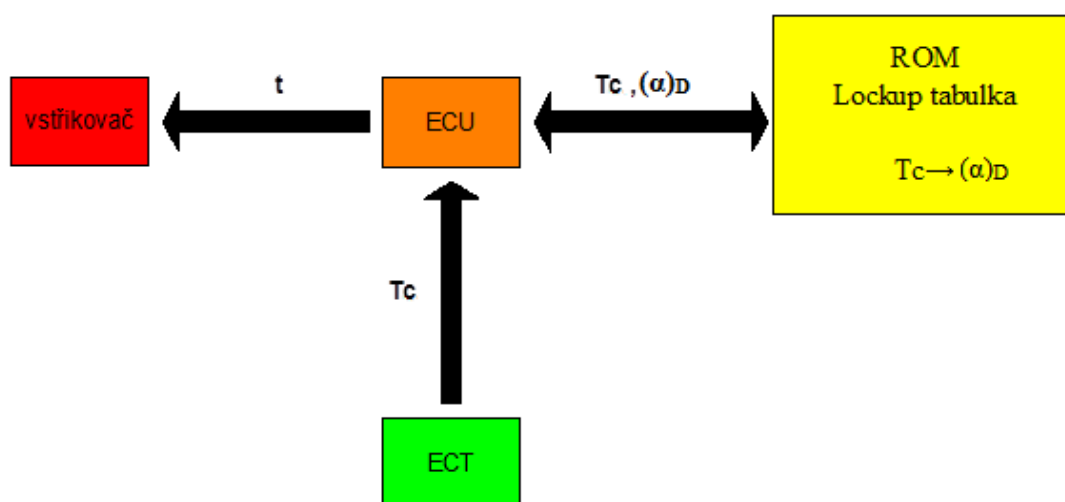 t
vstřikovač
ECU
Tc ,(α)D
ROM
Lockup tabulka
Tc→(α)D
Tc
ECT